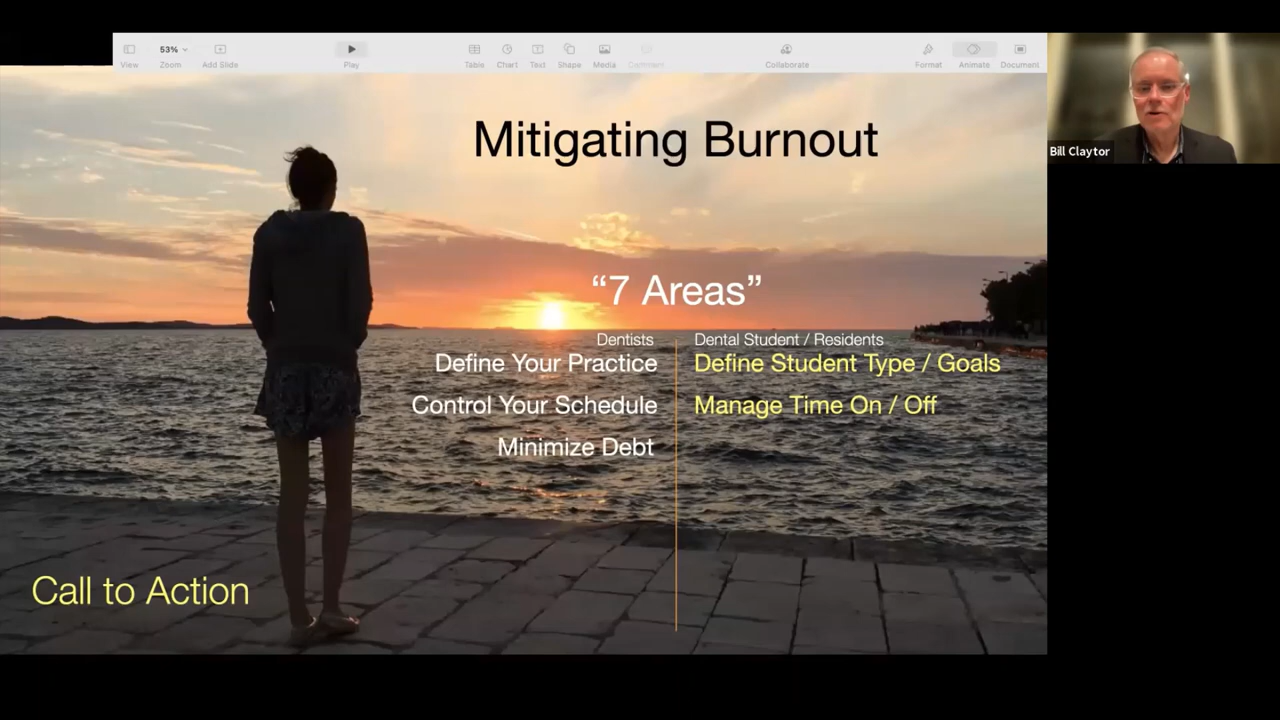 53%
View
Zoom
Add Slide
Play
Table
Chart
Text
Shape
Media
Comment
Collaborate
Format
Animate
Document
Bill Claytor
Mitigating Burnout
“7 Areas”
Dentists
Dental Student / Residents
Define Your Practice
Define Student Type / Goals
Control Your Schedule
Manage Time On / Off
Minimize Debt
Call to Action